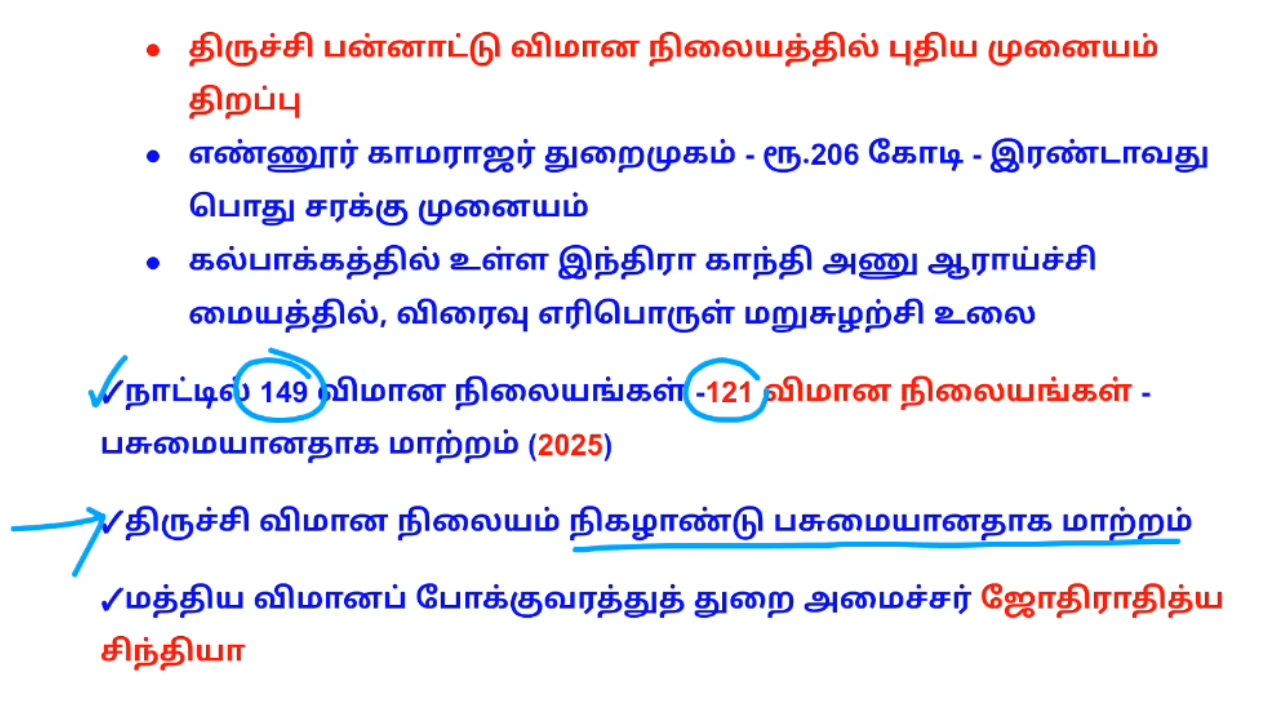 • திருச்சி பன்னாட்டு விமான நிலையத்தில் புதிய முனையம்
திறப்பு
• எண்ணூர் காமராஜர் துறைமுகம் - ரூ.206 கோடி - இரண்டாவது
பொது சரக்கு முனையம்
• கல்பாக்கத்தில் உள்ள இந்திரா காந்தி அணு ஆராய்ச்சி
மையத்தில், விரைவு எரிபொருள் மறுசுழற்சி உலை
✓நாட்டில் 149 விமான நிலையங்கள் -121 விமான நிலையங்கள் -
பசுமையானதாக மாற்றம் (2025)
✓திருச்சி விமான நிலையம் நிகழாண்டு பசுமையானதாக மாற்றம்
✓மத்திய விமானப் போக்குவரத்துத் துறை அமைச்சர் ஜோதிராதித்ய
சிந்தியா